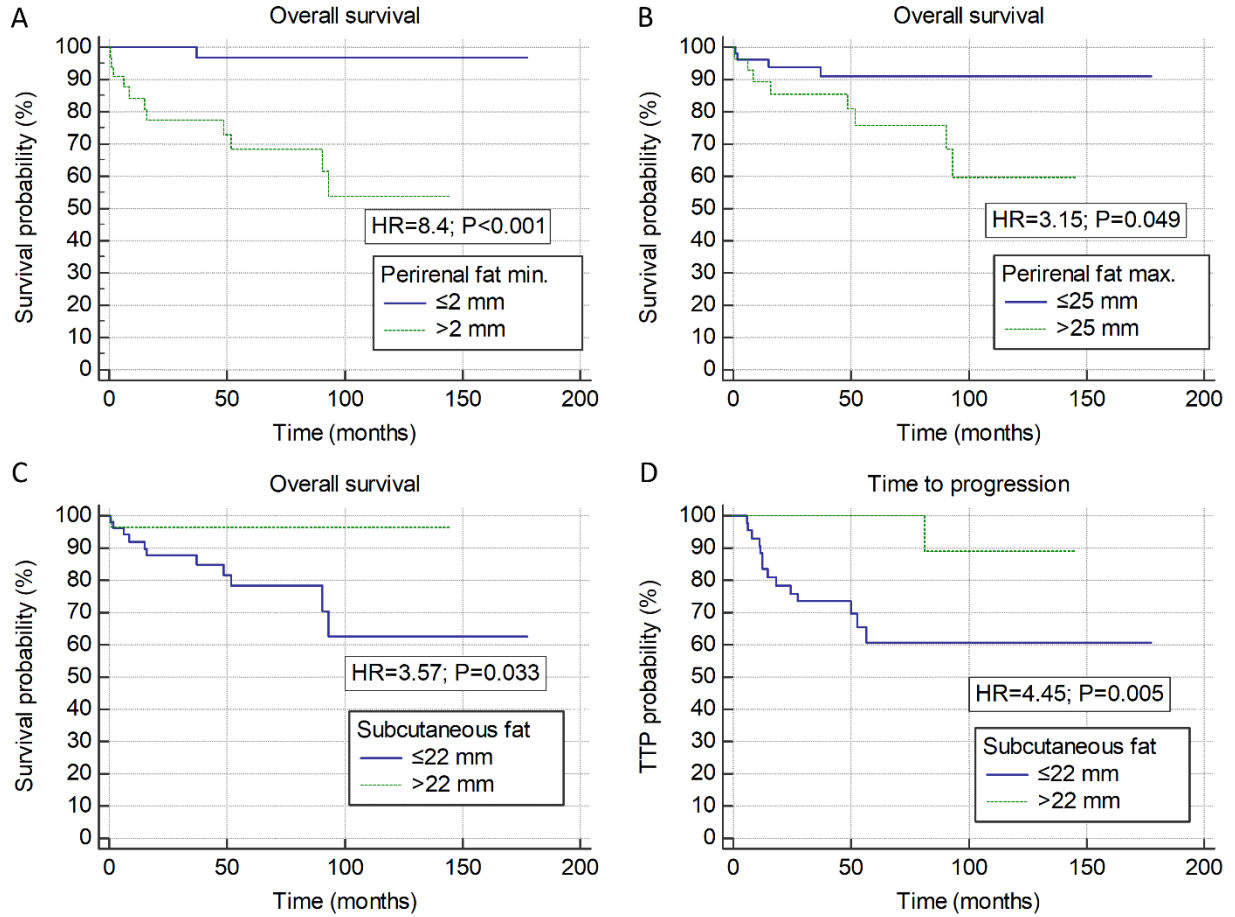 A
Overall survival
Survival probability (%)
100
90
80
70
60
50
40
30
20
10
0
HR=8.4; P<0.001
Perirenal fat min.
≤2 mm
>2 mm
0 50 100 150 200
Time (months)
B
Overall survival
Survival probability (%)
100
90
80
70
60
50
40
30
20
10
0
HR=3.15; P=0.049
Perirenal fat max.
≤25 mm
>25 mm
0 50 100 150 200
Time (months)
C
Overall survival
Survival probability (%)
100
90
80
70
60
50
40
30
20
10
0
HR=3.57; P=0.033
Subcutaneous fat
≤22 mm
>22 mm
0 50 100 150 200
Time (months)
D
Time to progression
TTP probability (%)
100
90
80
70
60
50
40
30
20
10
0
HR=4.45; P=0.005
Subcutaneous fat
≤22 mm
>22 mm
0 50 100 150 200
Time (months)